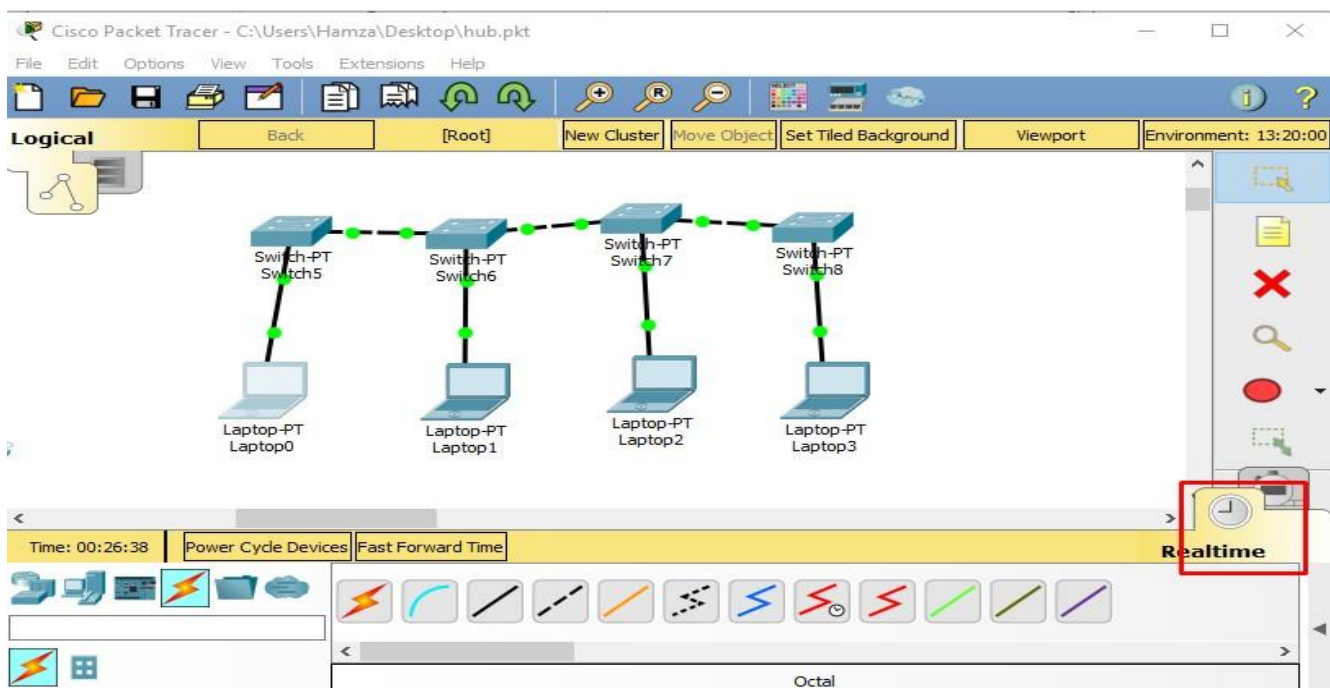 Cisco Packet Tracer - C:\Users\Hamza\Desktop\hub.pkt
File Edit Options View Tools Extensions Help
Logical Back [Root] New Cluster Move Object Set Tiled Background Viewport Environment: 13:20:00
Switch-PT
Switch5
Switch-PT
Switch6
Switch-PT
Switch7
Switch-PT
Switch8
Laptop-PT
Laptop0
Laptop-PT
Laptop1
Laptop-PT
Laptop2
Laptop-PT
Laptop3
Time: 00:26:38 Power Cycle Devices Fast Forward Time Realtime
Octal